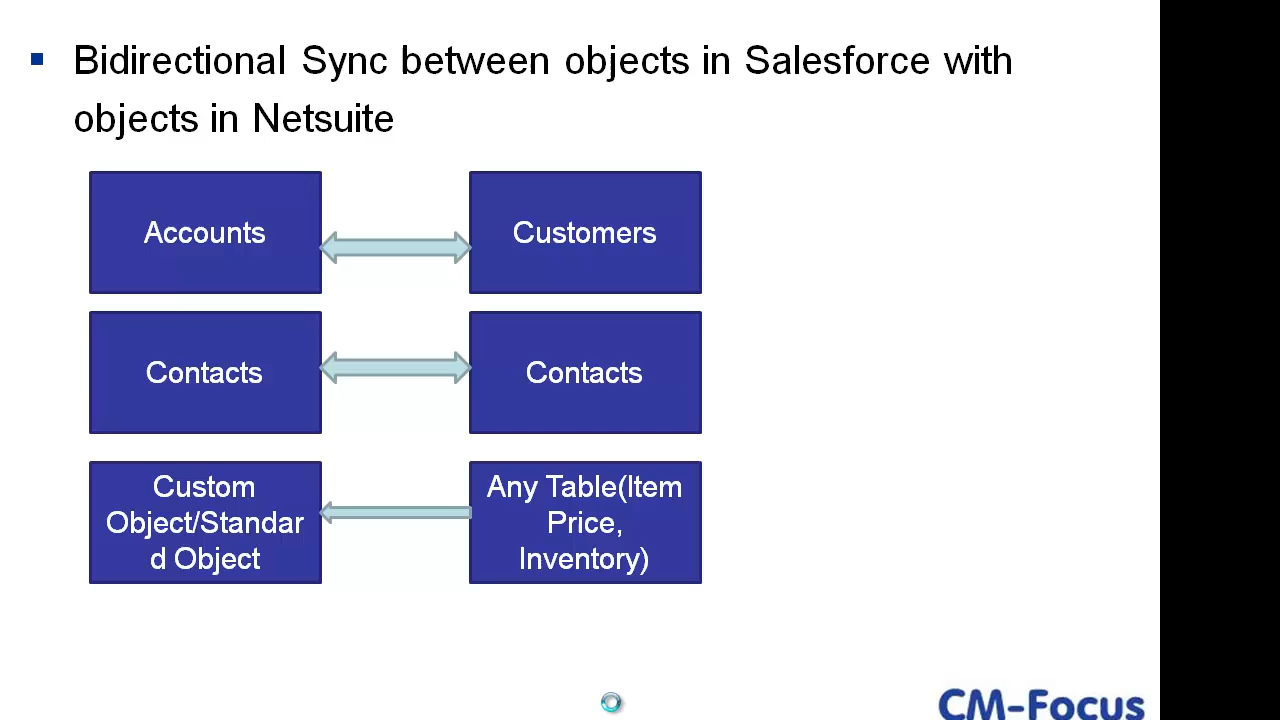 Bidirectional Sync between objects in Salesforce with
objects in Netsuite
Accounts
Customers
Contacts
Contacts
Custom
Object/Standar
d Object
Any Table(Item
Price,
Inventory)
CM-Focus